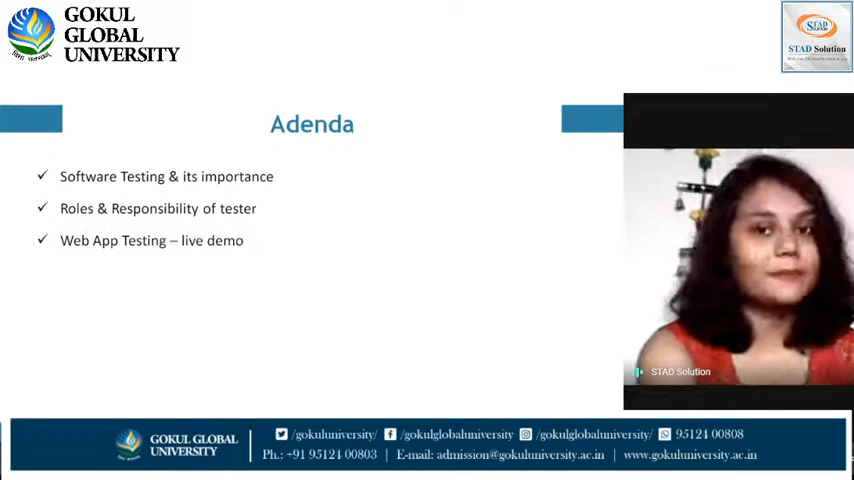 GOKUL
GLOBAL
UNIVERSITY
STAD
SOLUTION
STAD Solution
Adenda
Software Testing & its importance
Roles & Responsibility of tester
Web App Testing – live demo
STAD Solution
GOKUL GLOBAL
UNIVERSITY
/gokuluniversity/ /gokulglobaluniversity /gokulglobaluniversity/ 95124 00808
Ph.: +91 95124 00803 | E-mail: admission@gokuluniversity.ac.in | www.gokuluniversity.ac.in